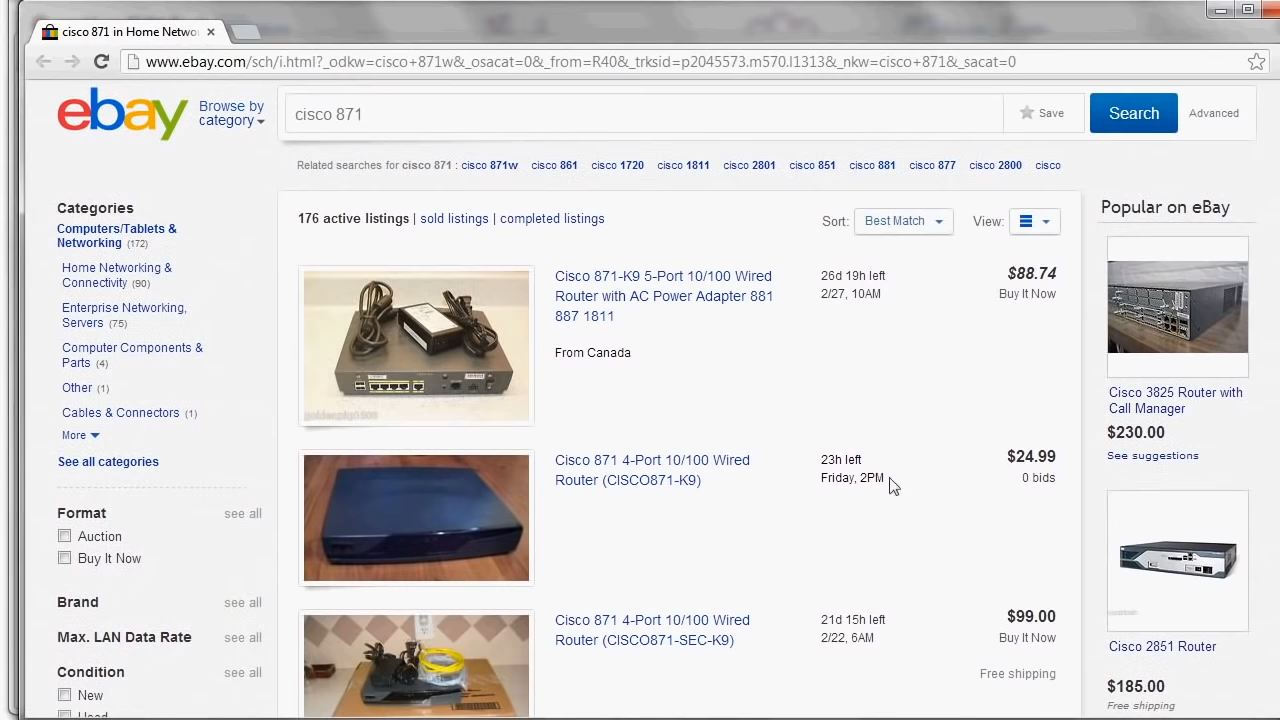 cisco 871 in Home Netwo
www.ebay.com/sch/i.html?_odkw=cisco+871w&_osacat=0&_from=R40&_trksid=p2045573.m570.l1313&_nkw=cisco+871&_sacat=0
ebay
Browse by
category
cisco 871
Save
Search
Advanced
Related searches for cisco 871 : cisco 871w cisco 861 cisco 1720 cisco 1811 cisco 2801 cisco 851 cisco 881 cisco 877 cisco 2800 cisco
Categories
Computers/Tablets &
Networking (172)
Home Networking &
Connectivity (90)
Enterprise Networking,
Servers (75)
Computer Components &
Parts (4)
Other (1)
Cables & Connectors (1)
More
See all categories
Format see all
Auction
Buy It Now
Brand see all
Max. LAN Data Rate see all
Condition see all
New
Used
176 active listings | sold listings | completed listings
Sort: Best Match View:
Cisco 871-K9 5-Port 10/100 Wired
Router with AC Power Adapter 881
887 1811
From Canada
26d 19h left
2/27, 10AM
$88.74
Buy It Now
Cisco 871 4-Port 10/100 Wired
Router (CISCO871-K9)
23h left
Friday, 2PM
$24.99
0 bids
Cisco 871 4-Port 10/100 Wired
Router (CISCO871-SEC-K9)
21d 15h left
2/22, 6AM
$99.00
Buy It Now
Free shipping
Popular on eBay
Cisco 3825 Router with
Call Manager
$230.00
See suggestions
Cisco 2851 Router
$185.00
Free shipping